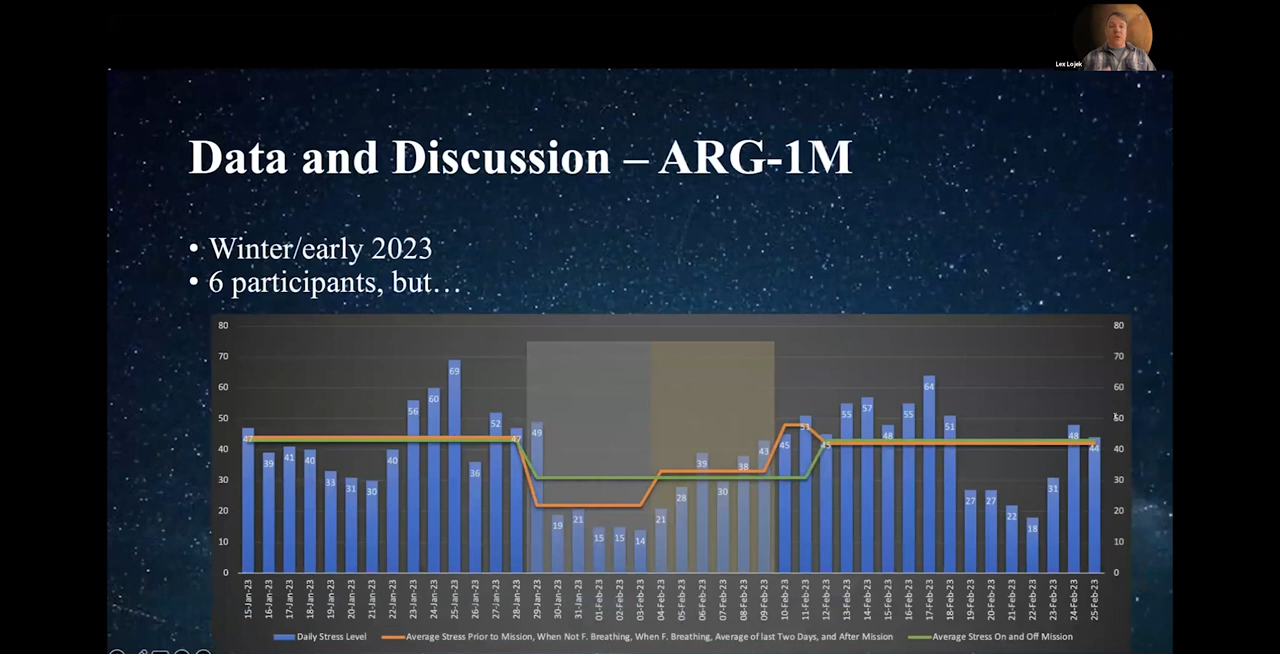 Lex Lojek
Data and Discussion – ARG-1M
• Winter/early 2023
• 6 participants, but…
80 80
70 70
69
64
60 60 60
56 55 57 55
52 51 51
50 50
49 48 48
47 47 45 45 44
43
40 41 40 40 40
39 39 38
36
33
31 31
30 30 30 30
28 27 27
22
21 21
20 20
19 18
15 15 14
10 10
0 0
15-Jan-23 16-Jan-23 17-Jan-23 18-Jan-23 19-Jan-23 20-Jan-23 21-Jan-23 22-Jan-23 23-Jan-23 24-Jan-23 25-Jan-23 26-Jan-23 27-Jan-23 28-Jan-23 29-Jan-23 30-Jan-23 31-Jan-23 01-Feb-23 02-Feb-23 03-Feb-23 04-Feb-23 05-Feb-23 06-Feb-23 07-Feb-23 08-Feb-23 09-Feb-23 10-Feb-23 11-Feb-23 12-Feb-23 13-Feb-23 14-Feb-23 15-Feb-23 16-Feb-23 17-Feb-23 18-Feb-23 19-Feb-23 20-Feb-23 21-Feb-23 22-Feb-23 23-Feb-23 24-Feb-23 25-Feb-23
Daily Stress Level Average Stress Prior to Mission, When Not F. Breathing, When F. Breathing, Average of last Two Days, and After Mission Average Stress On and Off Mission